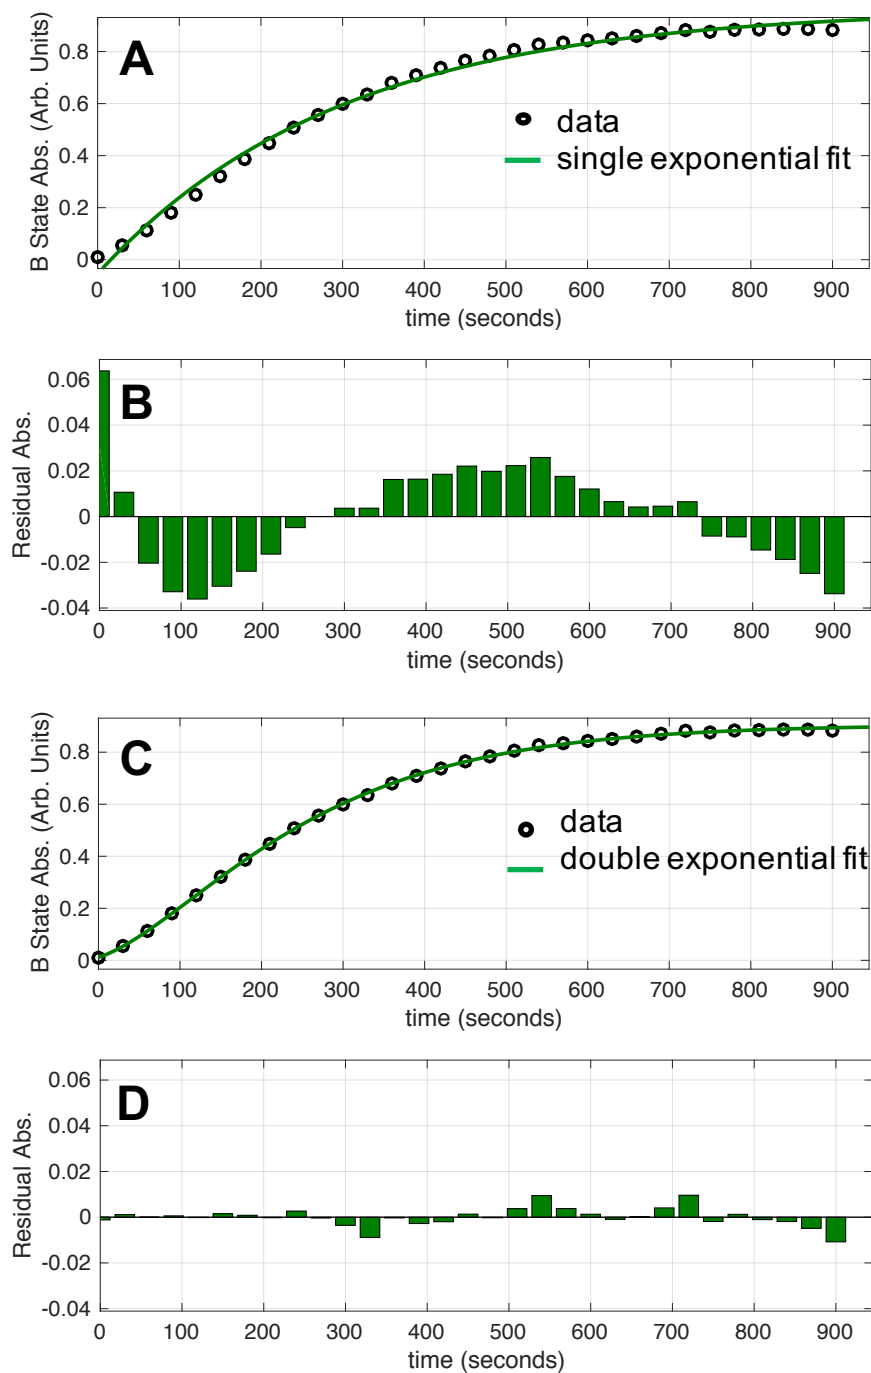 A
B State Abs. (Arb. Units)
0.8
0.6
0.4
0.2
0
data
single exponential fit
0 100 200 300 400 500 600 700 800 900
time (seconds)
B
Residual Abs.
0.06
0.04
0.02
0
-0.02
-0.04
0 100 200 300 400 500 600 700 800 900
time (seconds)
C
B State Abs. (Arb. Units)
0.8
0.6
0.4
0.2
0
data
double exponential fit
0 100 200 300 400 500 600 700 800 900
time (seconds)
D
Residual Abs.
0.06
0.04
0.02
0
-0.02
-0.04
0 100 200 300 400 500 600 700 800 900
time (seconds)